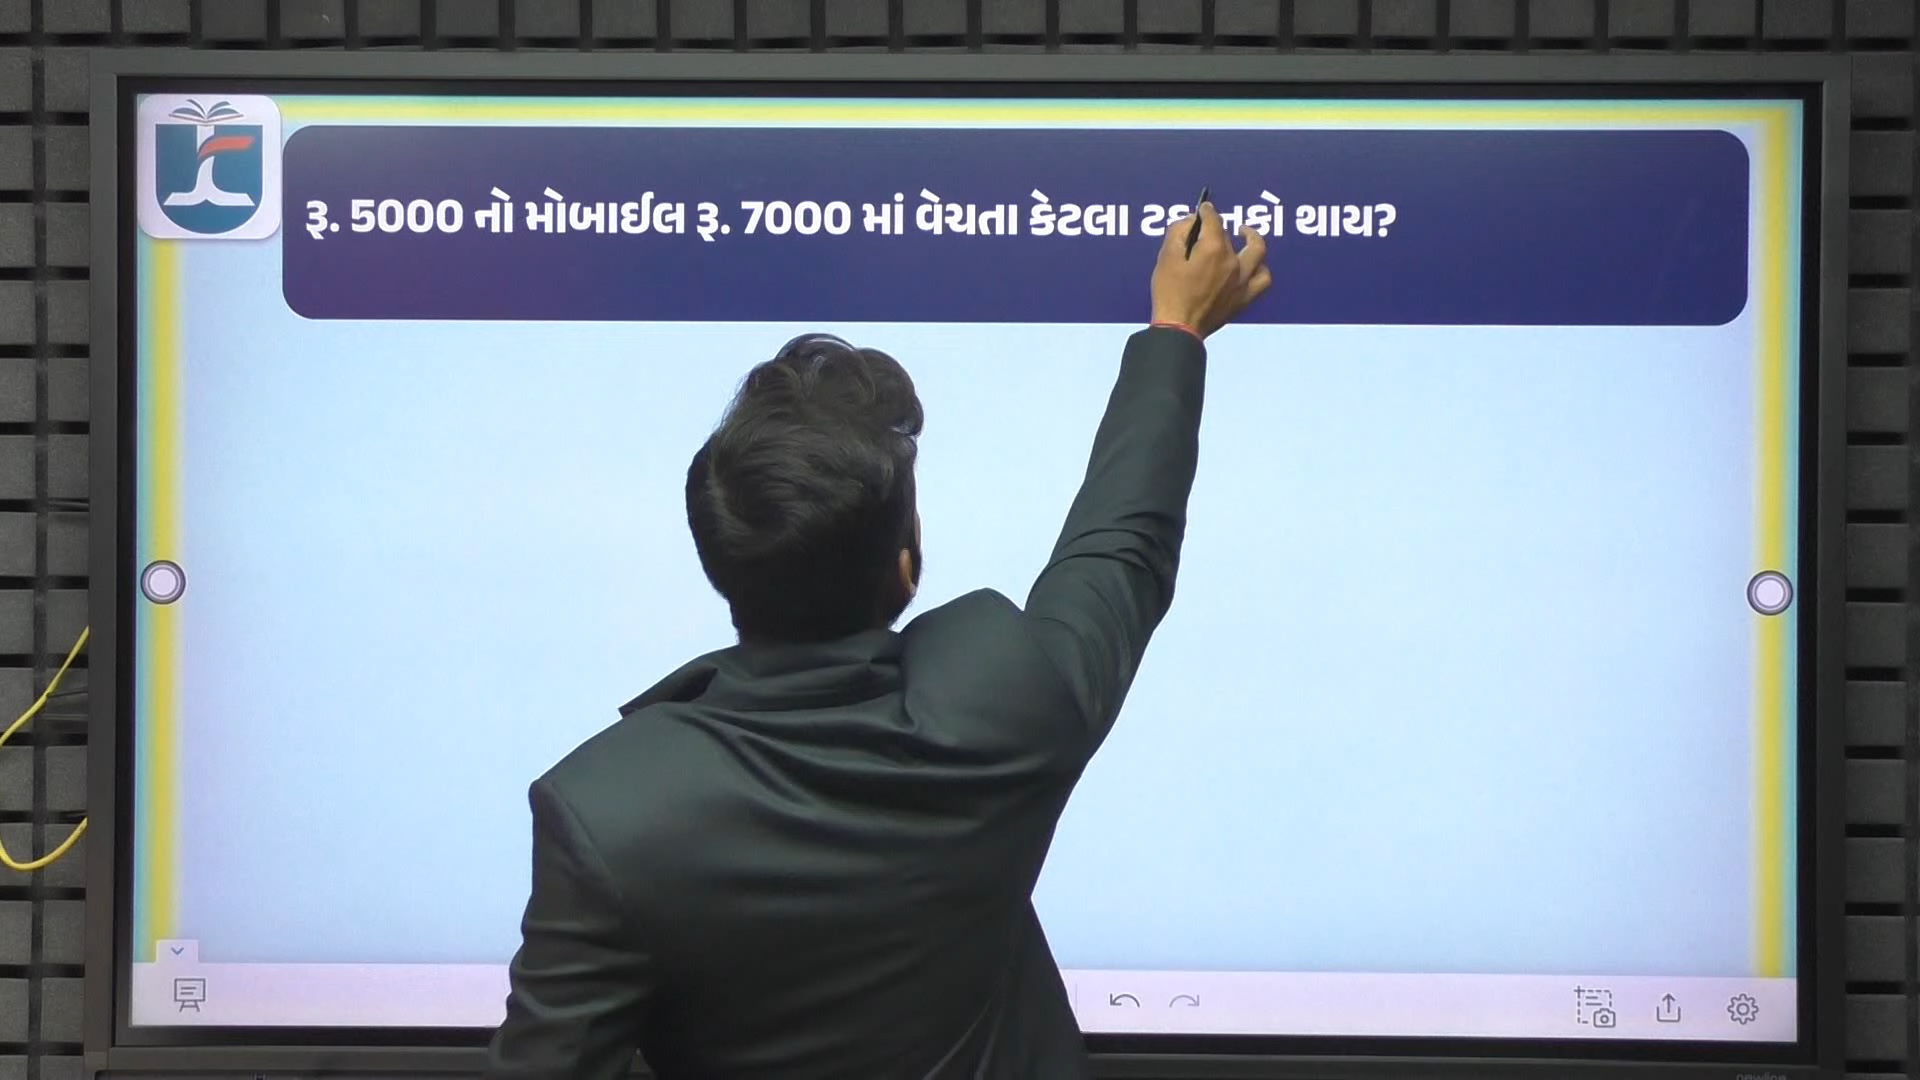 રૂ. 5000 નો મોબાઈલ રૂ. 7000 માં વેચતા કેટલા થાય?